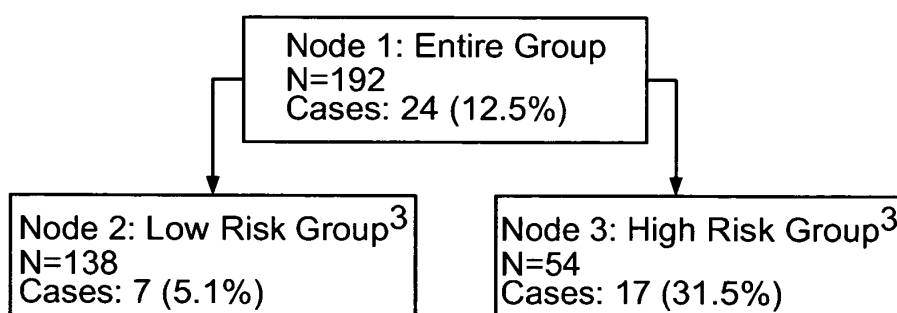 Node 1: Entire Group
N=192
Cases: 24 (12.5%)
Node 2: Low Risk Group³
N=138
Cases: 7 (5.1%)
Node 3: High Risk Group³
N=54
Cases: 17 (31.5%)